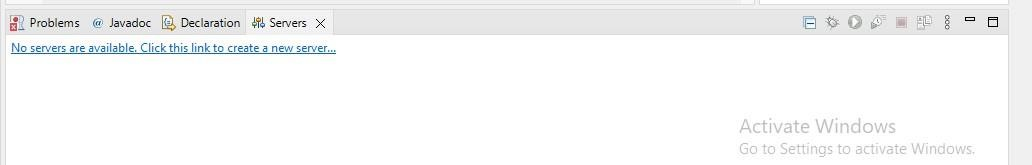 Problems @ Javadoc Declaration Servers
No servers are available. Click this link to create a new server...
Activate Windows
Go to Settings to activate Windows.